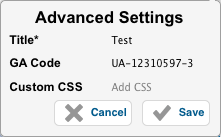 Advanced Settings
Title* Test
GA Code UA-12310597-3
Custom CSS Add CSS
Cancel Save